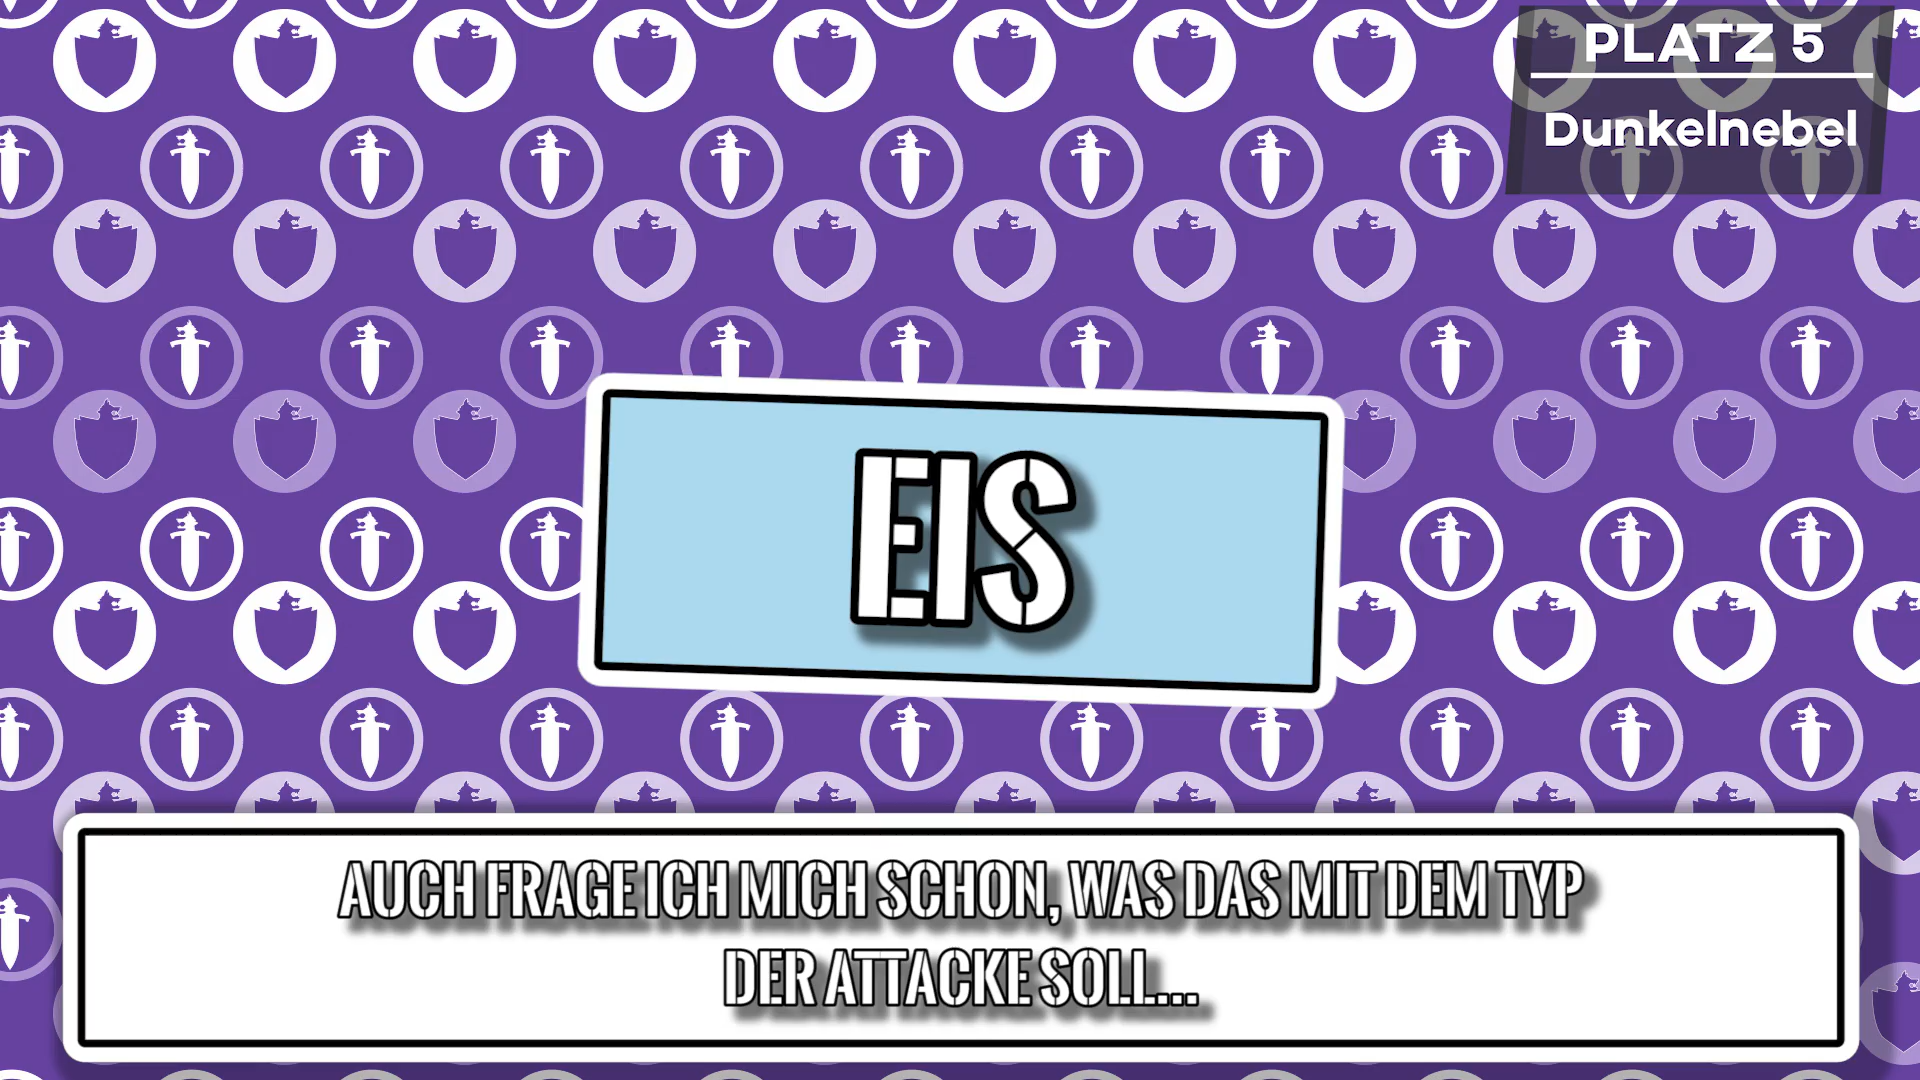 PLATZ 5
Dunkelnebel
EIS
AUCH FRAGE ICH MICH SCHON, WAS DAS MIT DEM TYP
DER ATTACKE SOLL...